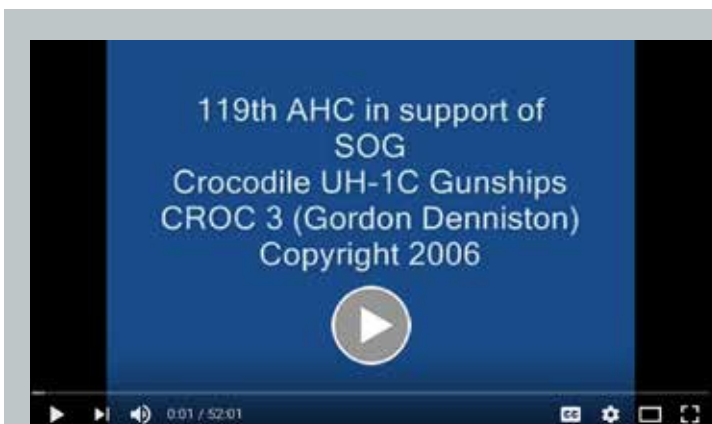 119th AHC in support of
SOG
Crocodile UH-1C Gunships
CROC 3 (Gordon Denniston)
Copyright 2006
0:01 / 52:01
CC